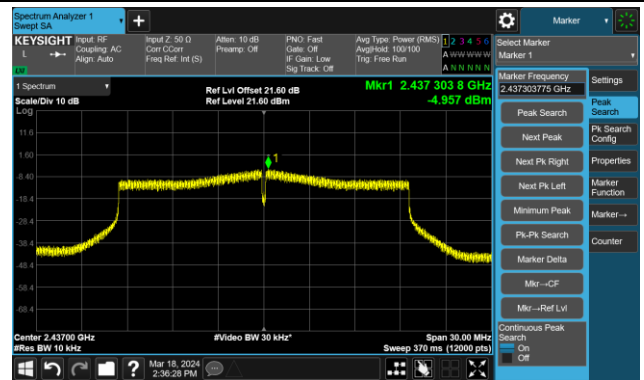 Spectrum Analyzer 1
Swept SA
Marker
KEYSIGHT
L
LW
Input: RF
Coupling: AC
Align: Auto
Input Z: 50 Ω
Corr CCorr
Freq Ref: Int (S)
Atten: 10 dB
Preamp: Off
PNO: Fast
Gate: Off
IF Gain: Low
Sig Track: Off
Avg Type: Power (RMS)
Avg|Hold: 100/100
Trig: Free Run
1 2 3 4 5 6
A W W W W W
A N N N N N
Select Marker
Marker 1
1 Spectrum
Scale/Div 10 dB
Log
Ref Lvl Offset 21.60 dB
Ref Level 21.60 dBm
Mkr1 2.437 303 8 GHz
-4.957 dBm
11.6
1.60
-8.40
-18.4
-28.4
-38.4
-48.4
-58.4
-68.4
1
Center 2.43700 GHz
#Res BW 10 kHz
#Video BW 30 kHz*
Span 30.00 MHz
Sweep 370 ms (12000 pts)
Marker Frequency
2.437303775 GHz
Peak Search
Next Peak
Next Pk Right
Next Pk Left
Minimum Peak
Pk-Pk Search
Marker Delta
Mkr→CF
Mkr→Ref Lvl
Continuous Peak
Search
On
Off
Settings
Peak
Search
Pk Search
Config
Properties
Marker
Function
Marker→
Counter
?
Mar 18, 2024
2:36:28 PM